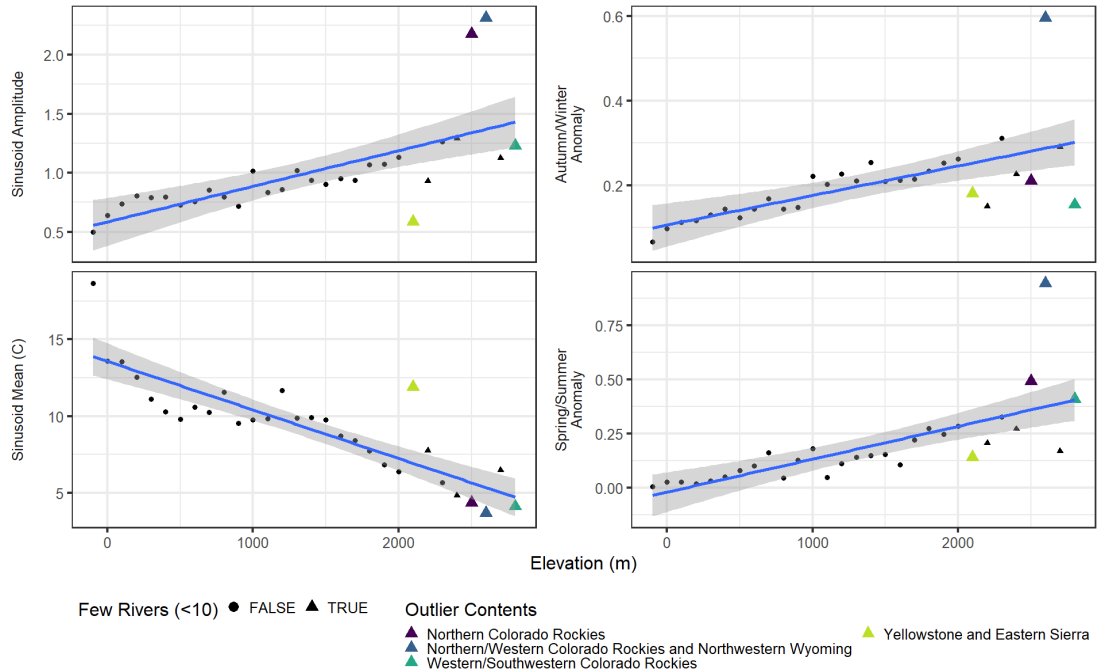 Sinusoid Amplitude
2.0
1.5
1.0
0.5
Autumn/Winter
Anomaly
0.6
0.4
0.2
Sinusoid Mean (C)
15
10
5
0
1000
2000
Spring/Summer
Anomaly
0.75
0.50
0.25
0.00
0
1000
2000
Elevation (m)
Few Rivers (<10)
FALSE
TRUE
Outlier Contents
Northern Colorado Rockies
Northern/Western Colorado Rockies and Northwestern Wyoming
Western/Southwestern Colorado Rockies
Yellowstone and Eastern Sierra